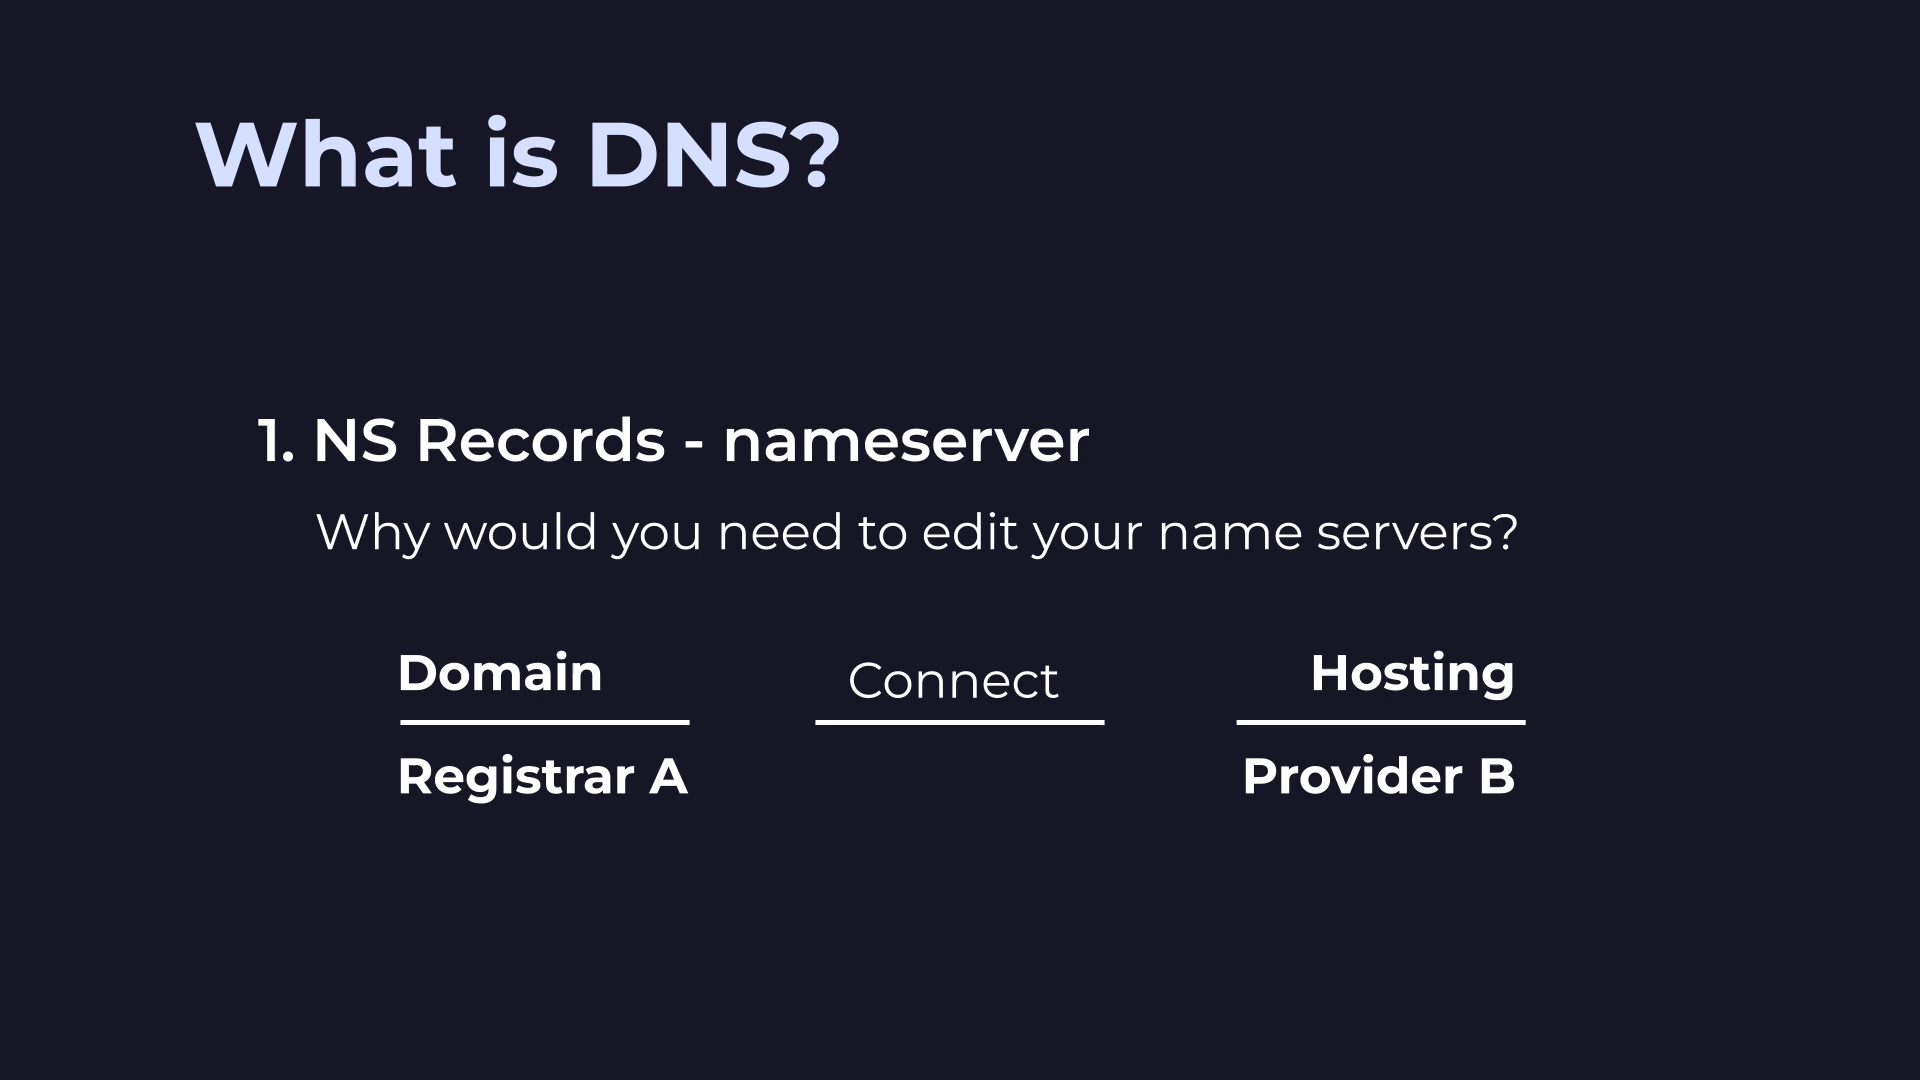 What is DNS?
1. NS Records - nameserver
Why would you need to edit your name servers?
Domain Connect Hosting
Registrar A Provider B